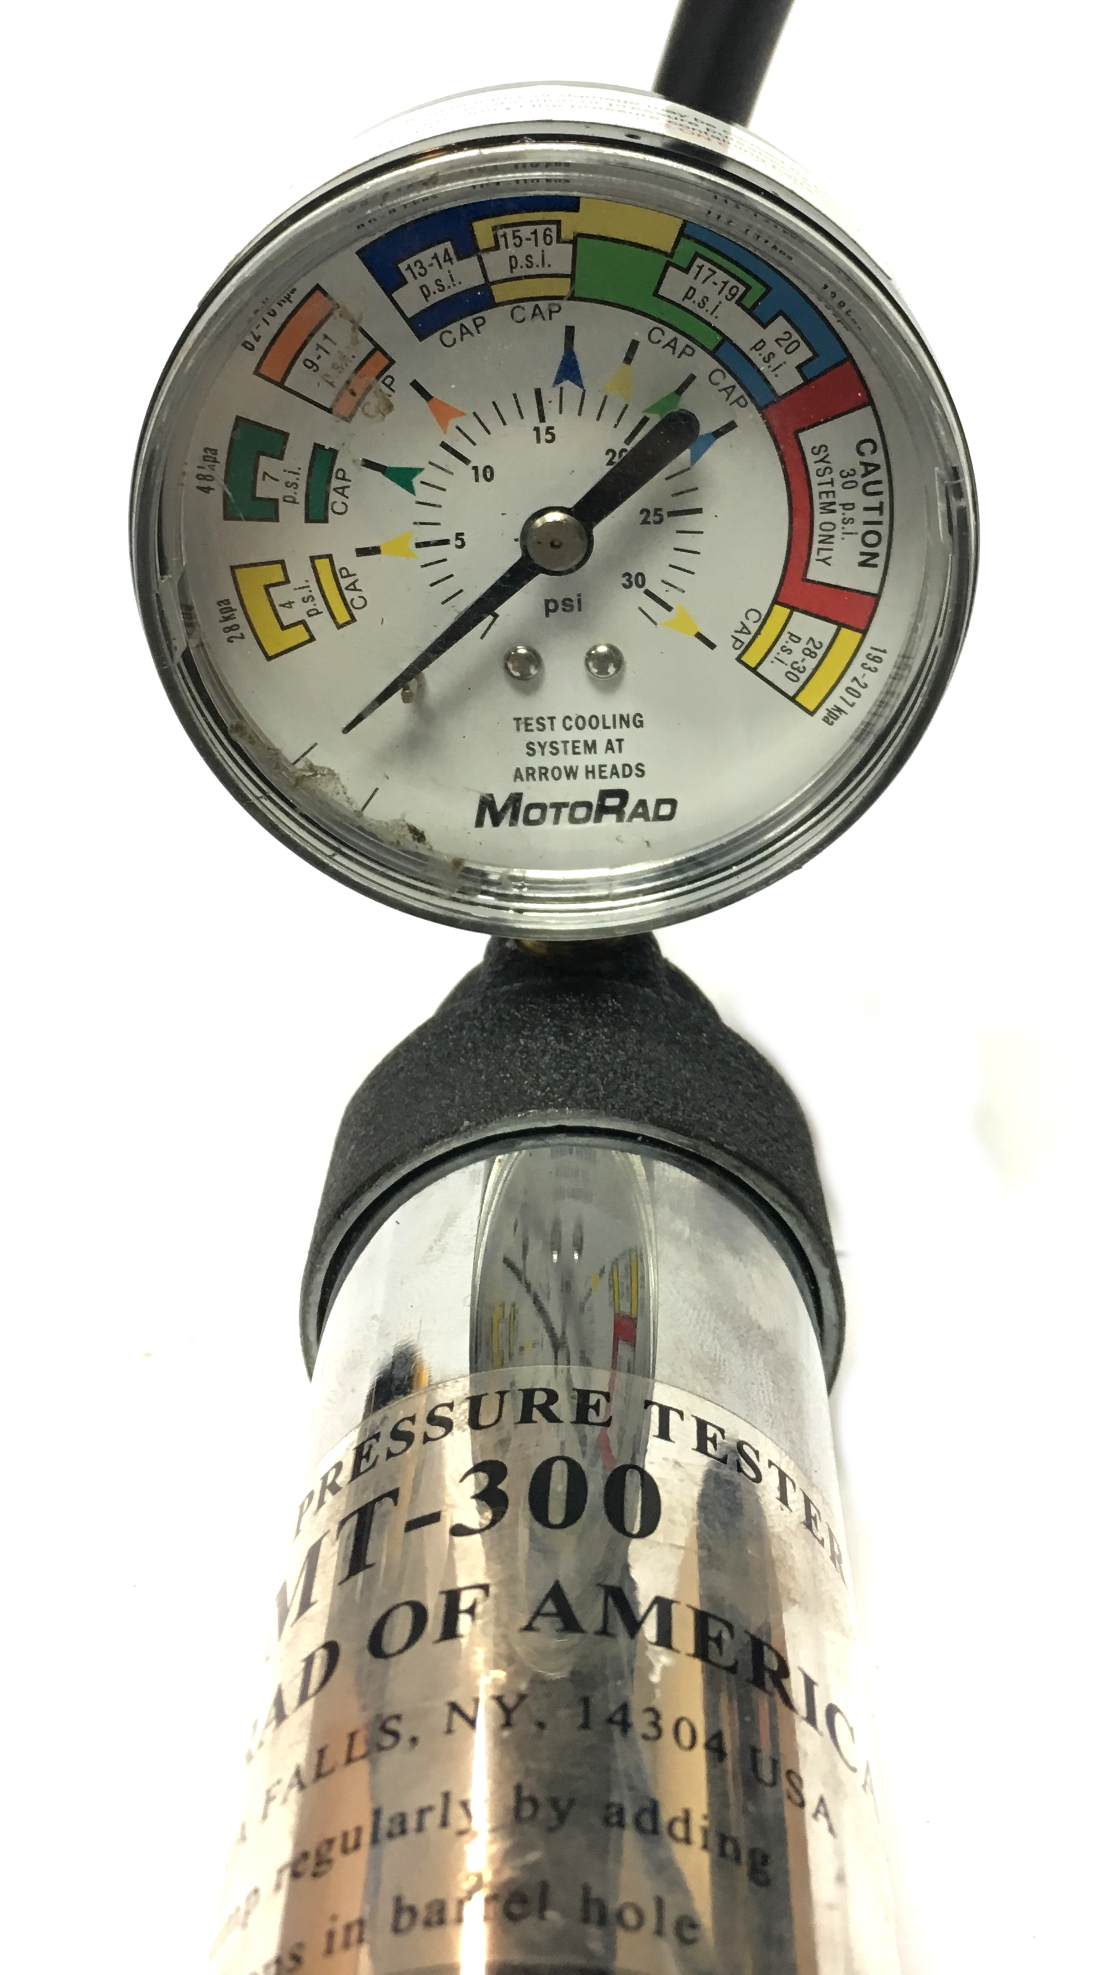 13-14
p.s.i.
CAP
15-16
p.s.i.
CAP
17-19
p.s.i.
CAP
20
p.s.i.
CAP
9-11
p.s.i.
CAP
48 kpa
7
p.s.i.
CAP
28 kpa
4
p.s.i.
CAP
CAUTION
30 p.s.i.
SYSTEM ONLY
CAP
28-30
p.s.i.
193-207 kpa
5
10
15
20
25
30
psi
TEST COOLING
SYSTEM AT
ARROW HEADS
MOTORAD
PRESSURE TESTER
MT-300
RAD OF AMERICA
FALLS, NY, 14304 USA
regularly by adding
in barrel hole